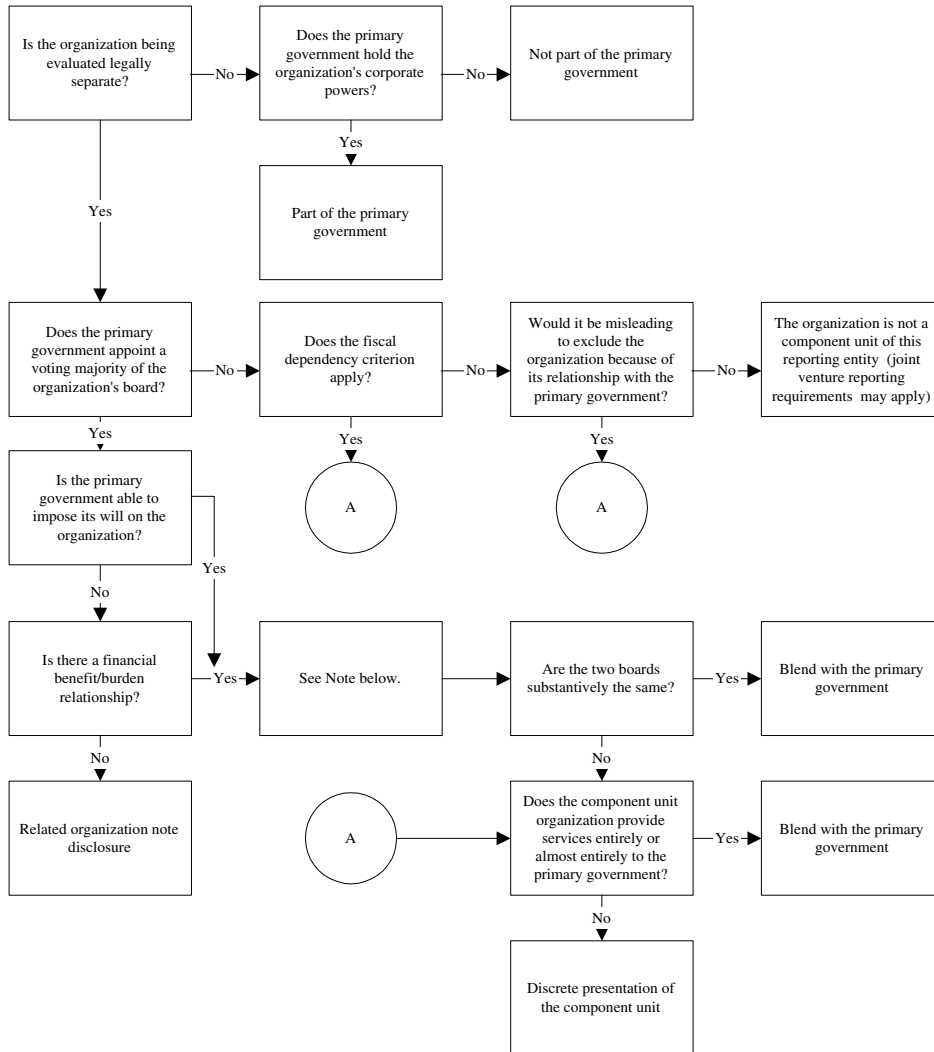 Is the organization being
evaluated legally
separate?
No
Does the primary
government hold the
organization's corporate
powers?
No
Not part of the primary
government
Yes
Yes
Part of the primary
government
Does the primary
government appoint a
voting majority of the
organization's board?
No
Does the fiscal
dependency criterion
apply?
No
Would it be misleading
to exclude the
organization because of
its relationship with the
primary government?
No
The organization is not a
component unit of this
reporting entity (joint
venture reporting
requirements may apply)
Yes
Yes
Yes
Is the primary
government able to
impose its will on the
organization?
A
A
Yes
No
Is there a financial
benefit/burden
relationship?
Yes
See Note below.
Are the two boards
substantively the same?
Yes
Blend with the primary
government
No
No
Related organization note
disclosure
A
Does the component unit
organization provide
services entirely or
almost entirely to the
primary government?
Yes
Blend with the primary
government
No
Discrete presentation of
the component unit